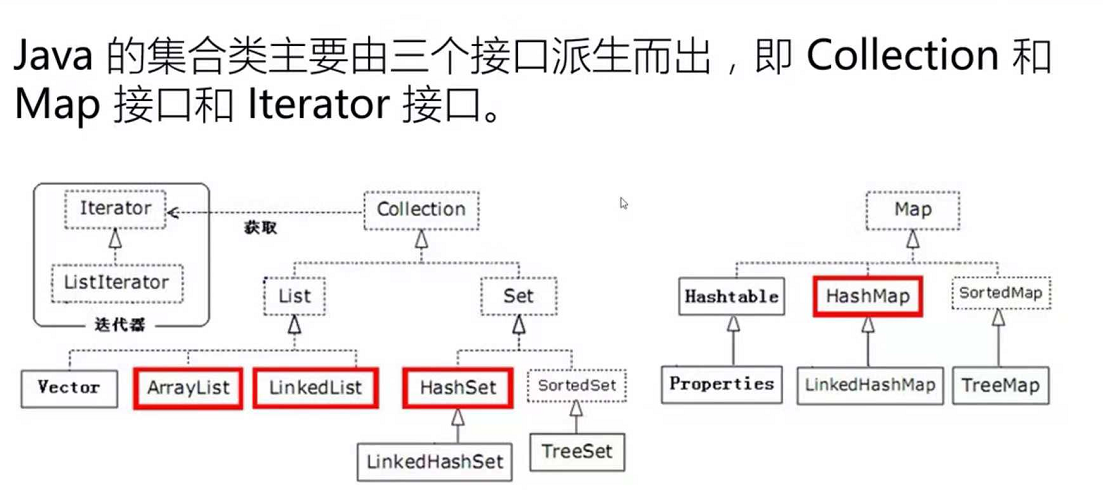 Java 的集合类主要由三个接口派生而出，即 Collection 和
Map 接口和 Iterator 接口。
Iterator
获取
Collection
Map
ListIterator
迭代器
List
Set
Hashtable
HashMap
SortedMap
Vector
ArrayList
LinkedList
HashSet
SortedSet
Properties
LinkedHashMap
TreeMap
LinkedHashSet
TreeSet